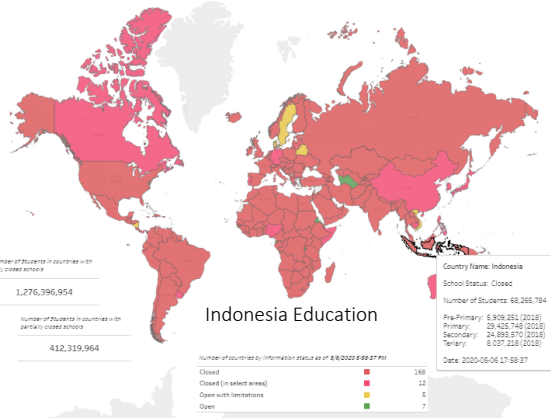 mber of Students in countries with
y closed schools
1,276,396,954
Number of Students in countries with
partially closed schools
412,319,964
Indonesia Education
Number of countries by information status as of 5/6/2020 5:58:37 PM
Closed 168
Closed (in select areas) 12
Open with limitations 5
Open 7
Country Name: Indonesia
School Status: Closed
Number of Students: 68,265,784
Pre-Primary: 5,909,251 (2018)
Primary: 29,425,748 (2018)
Secondary: 24,893,570 (2018)
Teriary: 8,037,218 (2018)
Date: 2020-05-06 17:58:37